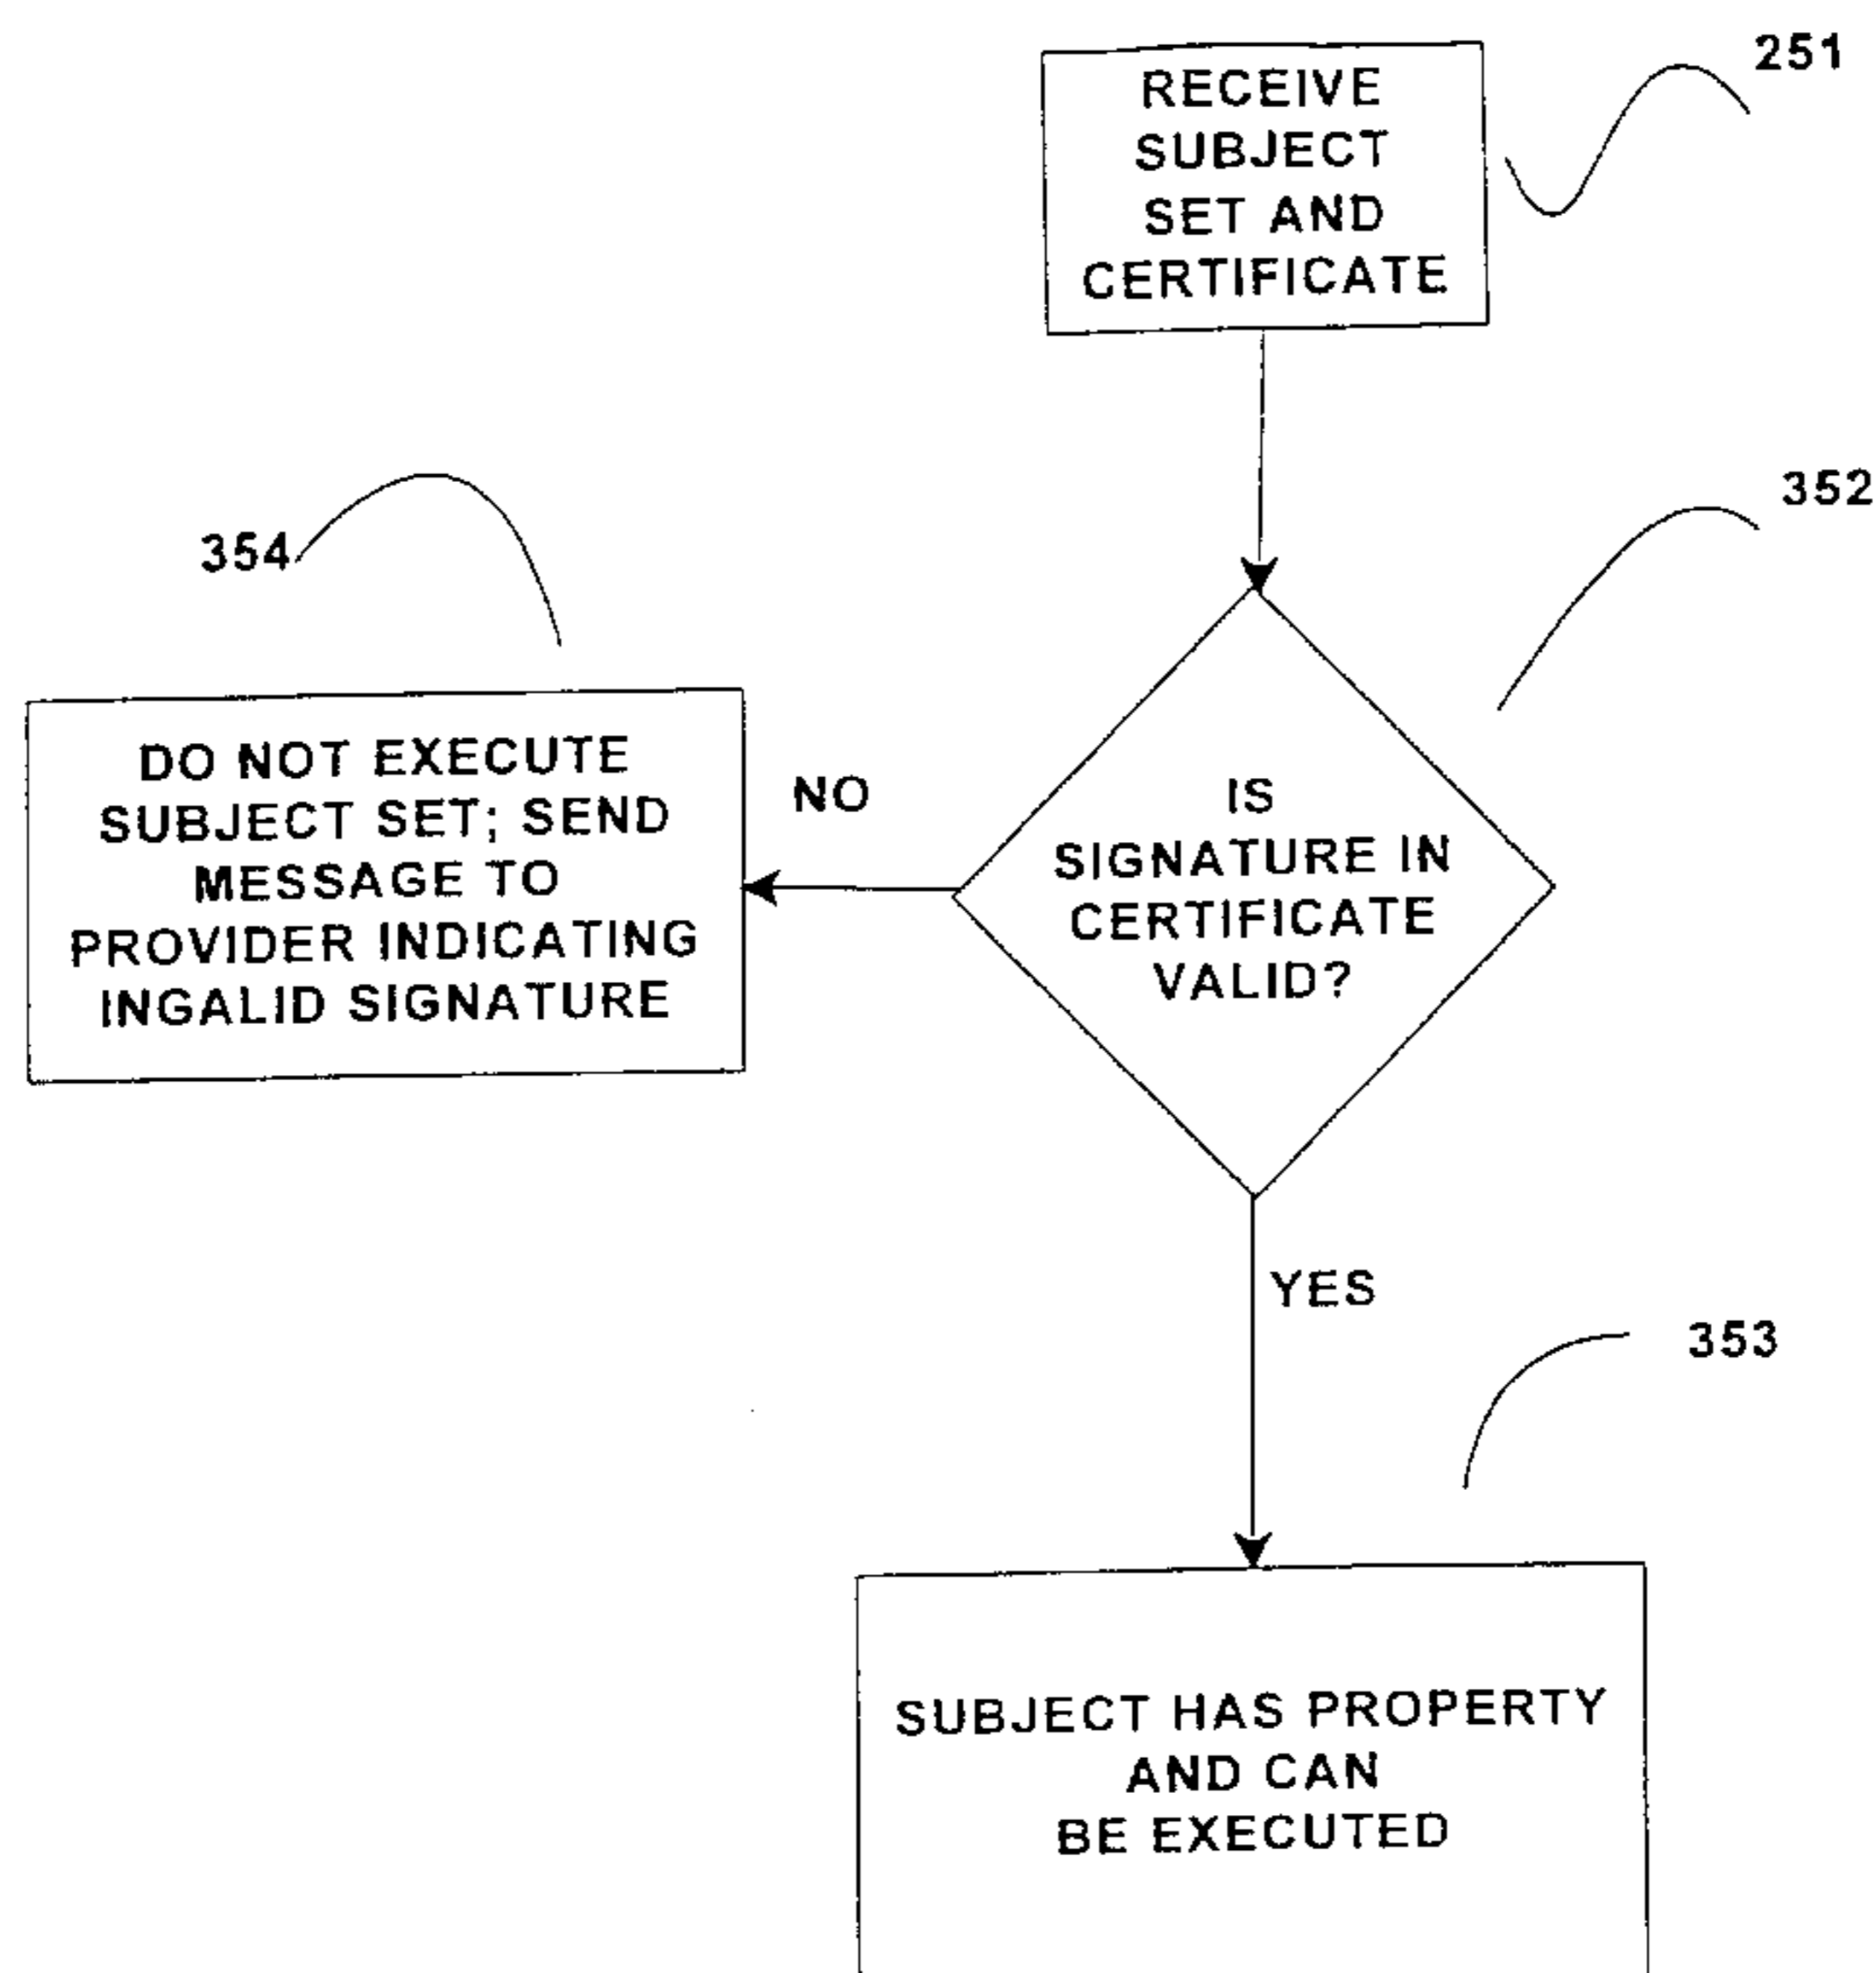 RECEIVE
SUBJECT
SET AND
CERTIFICATE
251
352
354
IS
SIGNATURE IN
CERTIFICATE
VALID?
NO
DO NOT EXECUTE
SUBJECT SET; SEND
MESSAGE TO
PROVIDER INDICATING
INGALID SIGNATURE
YES
353
SUBJECT HAS PROPERTY
AND CAN
BE EXECUTED